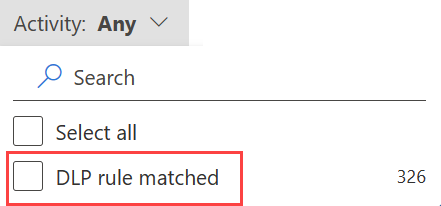 Activity: Any
Search
Select all
DLP rule matched 326